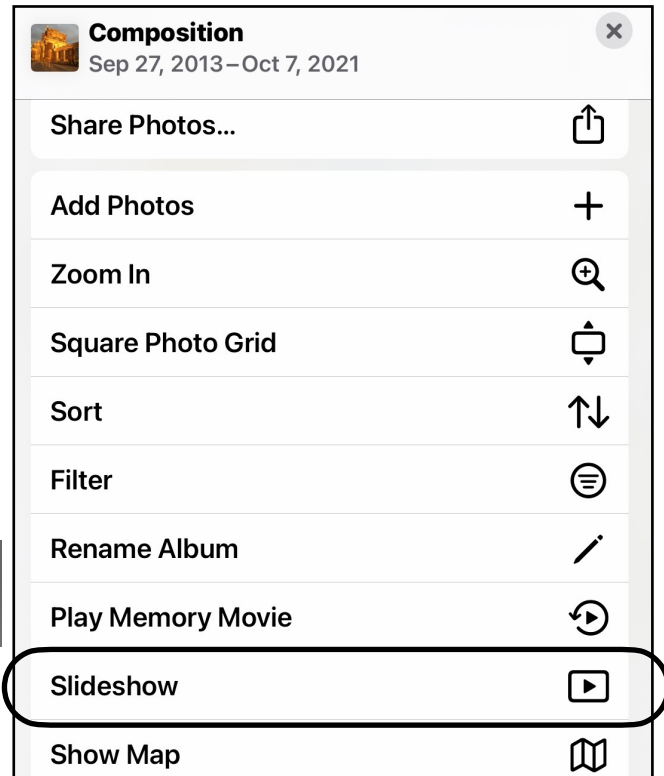 Composition
Sep 27, 2013–Oct 7, 2021
Share Photos...
Add Photos
Zoom In
Square Photo Grid
Sort
Filter
Rename Album
Play Memory Movie
Slideshow
Show Map